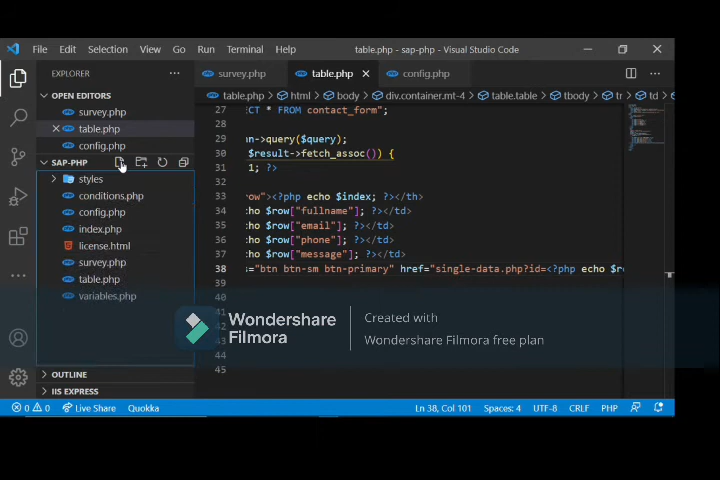 File Edit Selection View Go Run Terminal Help table.php - sap-php - Visual Studio Code
EXPLORER
survey.php table.php config.php
OPEN EDITORS
table.php > html > body > div.container.mt-4 > table.table > tbody > tr > td >
survey.php
table.php
config.php
SAP-PHP
styles
conditions.php
config.php
index.php
license.html
survey.php
table.php
variables.php
OUTLINE
IIS EXPRESS
27 CT * FROM contact_form";
28
29 ->query($query);
30 $result->fetch_assoc()) {
31 1; ?>
32
33 row"><?php echo $index; ?></th>
34 cho $row["fullname"]; ?></td>
35 cho $row["email"]; ?></td>
36 cho $row["phone"]; ?></td>
37 cho $row["message"]; ?></td>
38 ="btn btn-sm btn-primary" href="single-data.php?id=<?php echo $r
39
40
41
42
43
44
45
Wondershare
Filmora
Created with
Wondershare Filmora free plan
0 0 Live Share Quokka Ln 38, Col 101 Spaces: 4 UTF-8 CRLF PHP